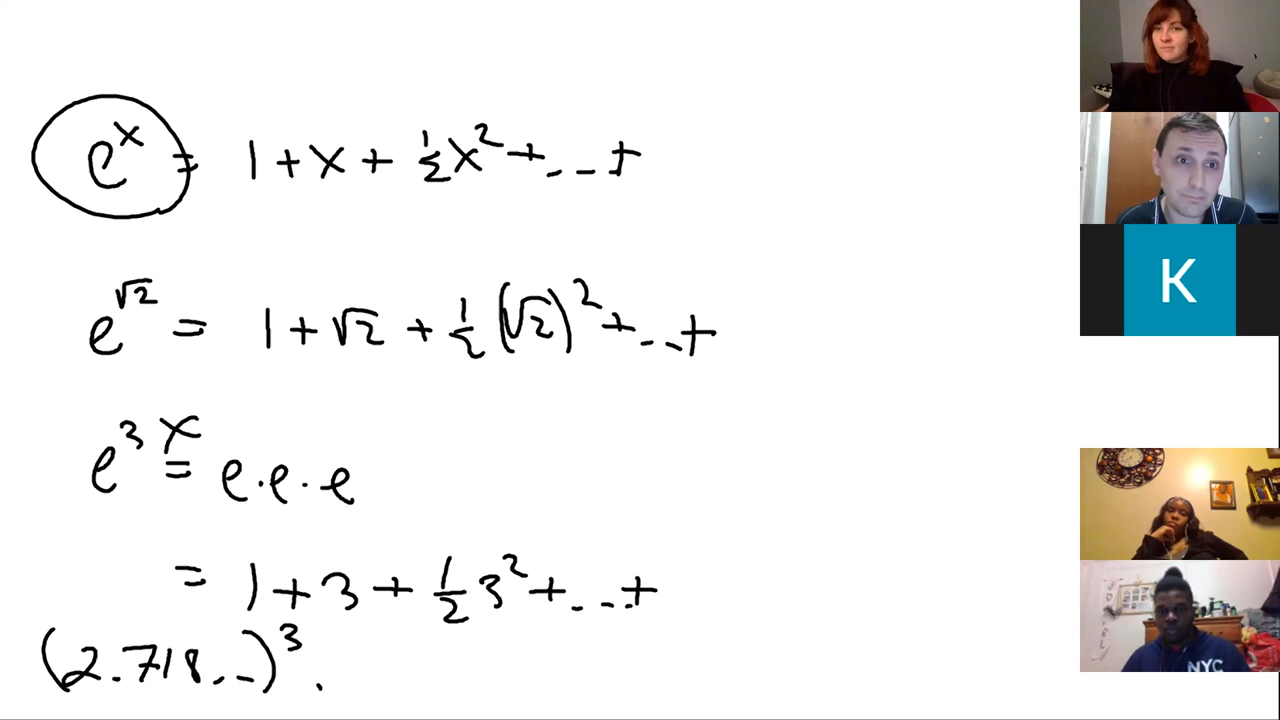 e^x = 1 + x + ½x² + ... +
e^√2 = 1 + √2 + ½(√2)² + ... +
e³ = e·e·e
x
= 1 + 3 + ½3² + ... +
(2.718...)³ .
K
NYC